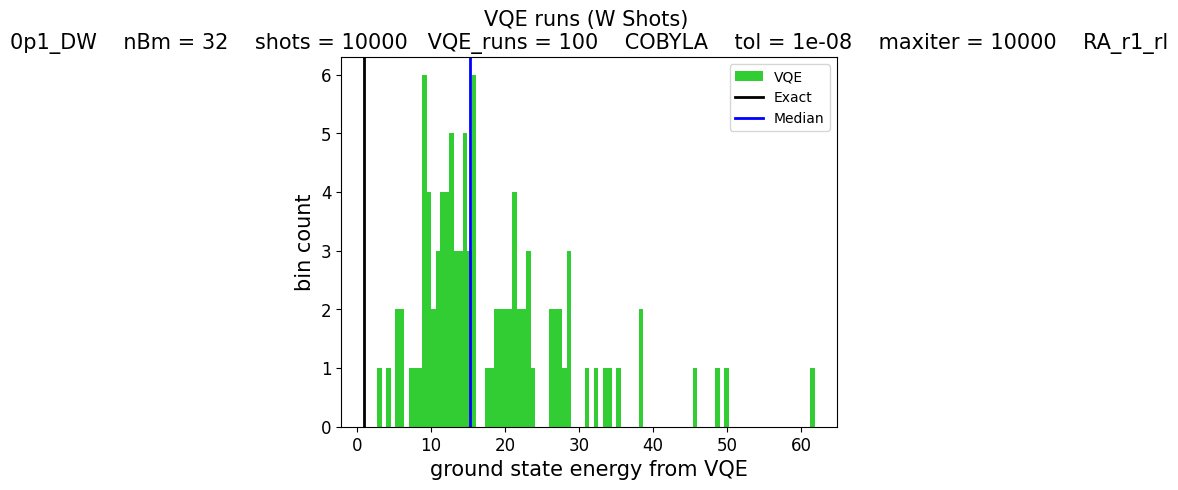 VQE runs (W Shots)
0p1_DW    nBm = 32    shots = 10000   VQE_runs = 100    COBYLA    tol = 1e-08    maxiter = 10000    RA_r1_rl
6
5
4
3
2
1
0
bin count
VQE
Exact
Median
0 10 20 30 40 50 60
ground state energy from VQE